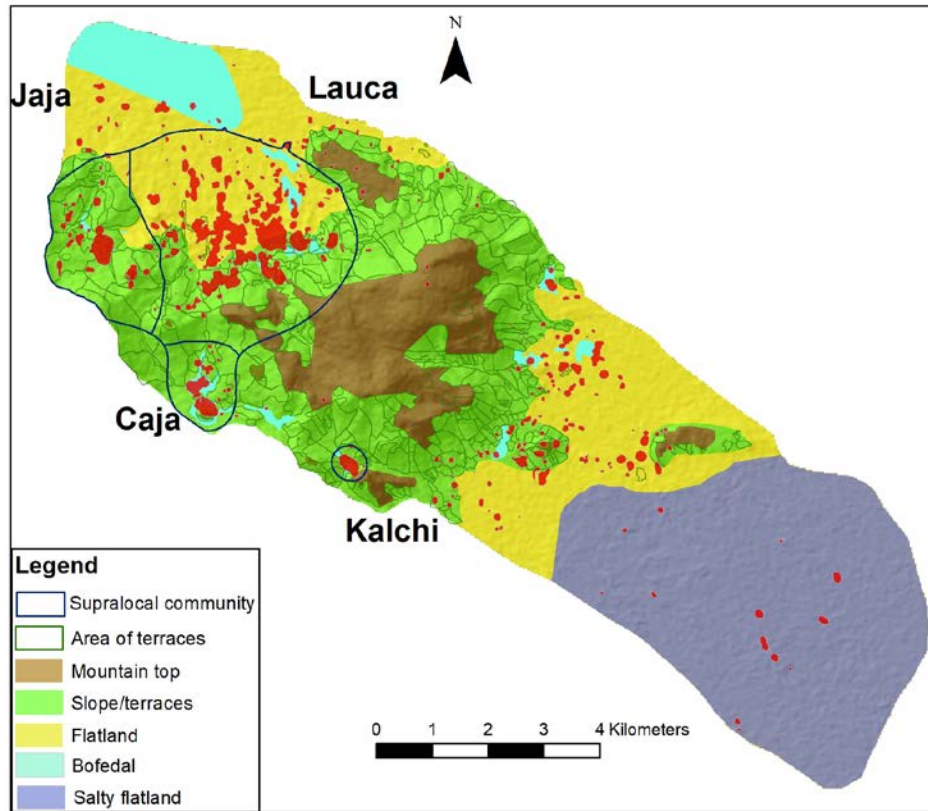 N
Jaja
Lauca
Caja
Kalchi
Legend
Supralocal community
Area of terraces
Mountain top
Slope/terraces
Flatland
Bofedal
Salty flatland
0 1 2 3 4 Kilometers